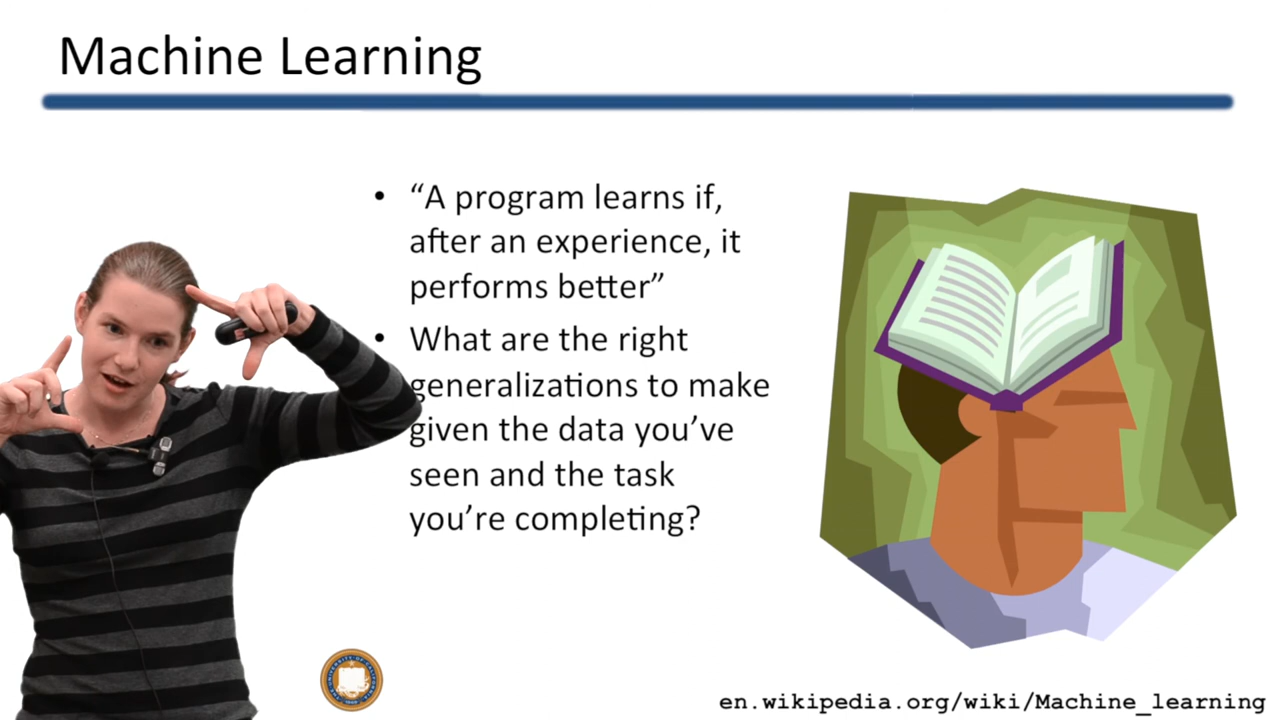 Machine Learning
• “A program learns if,
after an experience, it
performs better”
• What are the right
generalizations to make
given the data you’ve
seen and the task
you’re completing?
en.wikipedia.org/wiki/Machine_learning